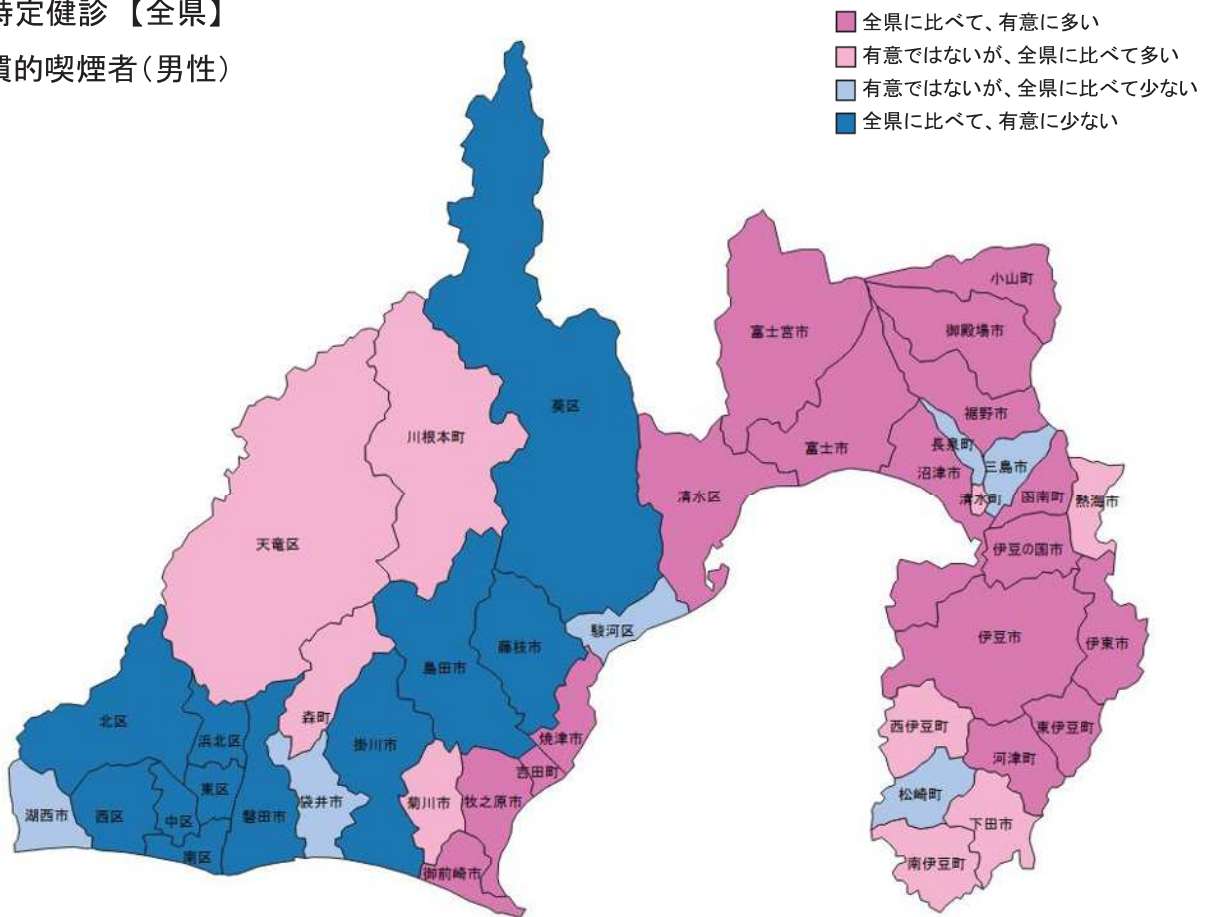 特定健診 【全県】
慣的喫煙者(男性)
全県に比べて、有意に多い
有意ではないが、全県に比べて多い
有意ではないが、全県に比べて少ない
全県に比べて、有意に少ない
小山町
富士宮市
御殿場市
葵区
裾野市
川根本町
長泉町
富士市
三島市
沼津市
清水区
清水町
函南町
熱海市
天竜区
伊豆の国市
駿河区
伊豆市
伊東市
藤枝市
島田市
森町
北区
浜北区
掛川市
焼津市
西伊豆町
東伊豆町
河津町
吉田町
東区
松崎町
湖西市
西区
中区
磐田市
袋井市
菊川市
牧之原市
下田市
南区
御前崎市
南伊豆町